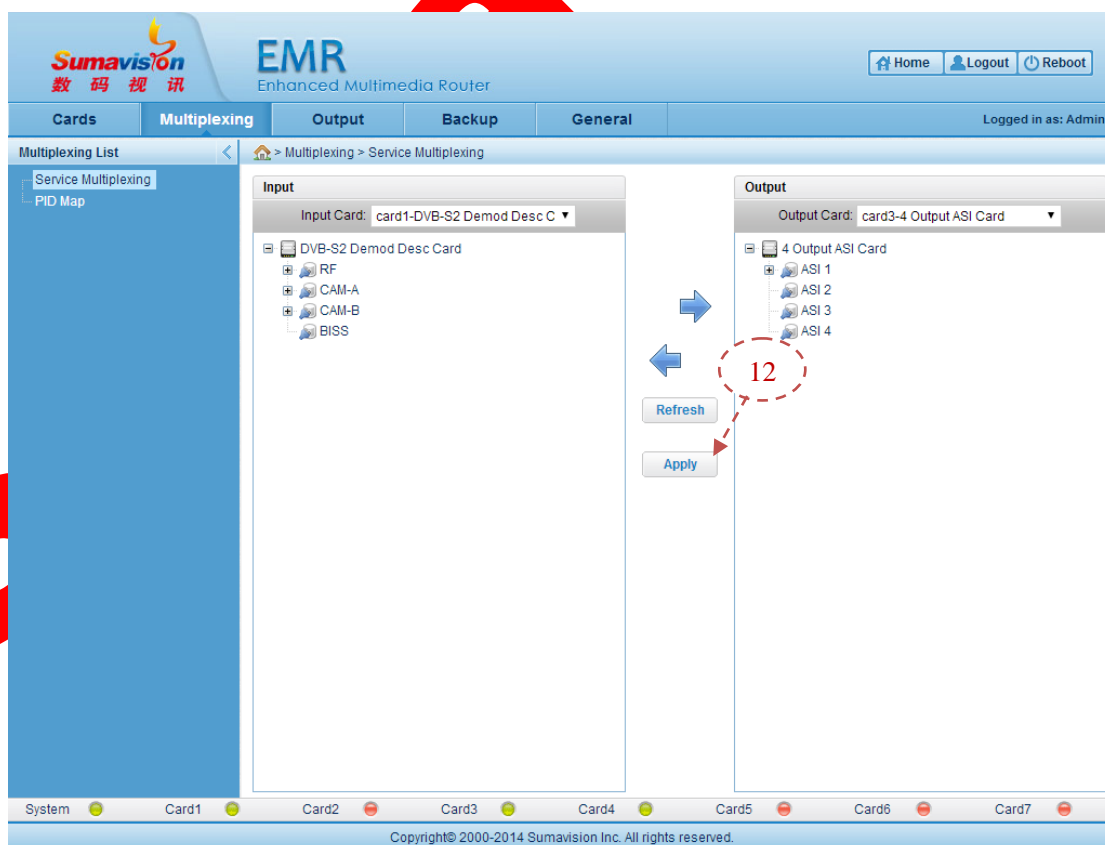 Sumavision
数 码 视 讯
EMR
Enhanced Multimedia Router
Home
Logout
Reboot
Cards
Multiplexing
Output
Backup
General
Logged in as: Admin
Multiplexing List
> Multiplexing > Service Multiplexing
Service Multiplexing
PID Map
Input
Input Card: card1-DVB-S2 Demod Desc C
DVB-S2 Demod Desc Card
RF
CAM-A
CAM-B
BISS
12
Refresh
Apply
Output
Output Card: card3-4 Output ASI Card
4 Output ASI Card
ASI 1
ASI 2
ASI 3
ASI 4
System
Card1
Card2
Card3
Card4
Card5
Card6
Card7
Copyright© 2000-2014 Sumavision Inc. All rights reserved.